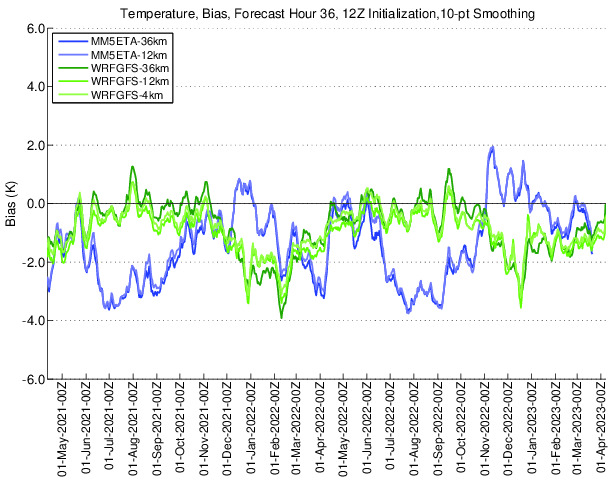 Temperature, Bias, Forecast Hour 36, 12Z Initialization,10-pt Smoothing
6.0
4.0
2.0
0.0
-2.0
-4.0
-6.0
Bias (K)
MM5ETA-36km
MM5ETA-12km
WRFGFS-36km
WRFGFS-12km
WRFGFS-4km
01-May-2021-00Z
01-Jun-2021-00Z
01-Jul-2021-00Z
01-Aug-2021-00Z
01-Sep-2021-00Z
01-Oct-2021-00Z
01-Nov-2021-00Z
01-Dec-2021-00Z
01-Jan-2022-00Z
01-Feb-2022-00Z
01-Mar-2022-00Z
01-Apr-2022-00Z
01-May-2022-00Z
01-Jun-2022-00Z
01-Jul-2022-00Z
01-Aug-2022-00Z
01-Sep-2022-00Z
01-Oct-2022-00Z
01-Nov-2022-00Z
01-Dec-2022-00Z
01-Jan-2023-00Z
01-Feb-2023-00Z
01-Mar-2023-00Z
01-Apr-2023-00Z